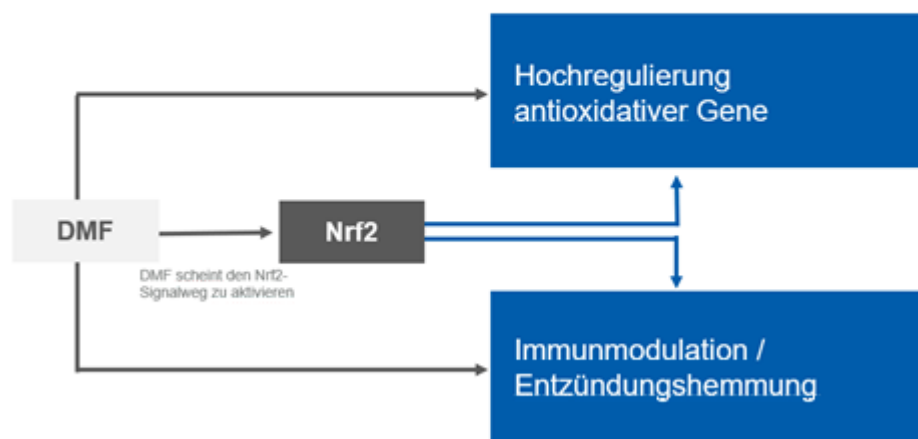 Hochregulierung
antioxidativer Gene
DMF
Nrf2
DMF scheint den Nrf2-
Signalweg zu aktivieren
Immunmodulation /
Entzündungshemmung